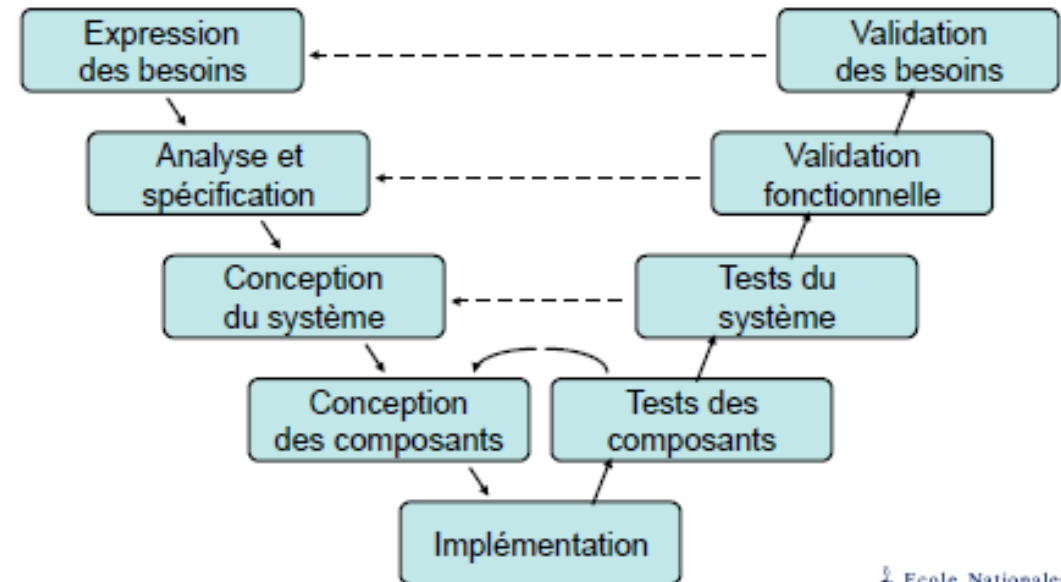 Expression
des besoins
Validation
des besoins
Analyse et
spécification
Validation
fonctionnelle
Conception
du système
Tests du
système
Conception
des composants
Tests des
composants
Implémentation
Ecole Nationale